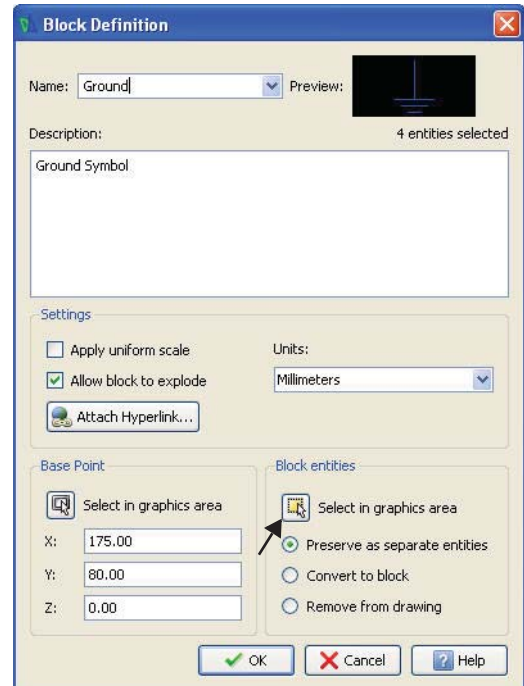 Block Definition
Name: Ground Preview:
Description: 4 entities selected
Ground Symbol
Settings
Apply uniform scale
Units:
Allow block to explode
Millimeters
Attach Hyperlink...
Base Point
Select in graphics area
X: 175.00
Y: 80.00
Z: 0.00
Block entities
Select in graphics area
Preserve as separate entities
Convert to block
Remove from drawing
OK Cancel ? Help